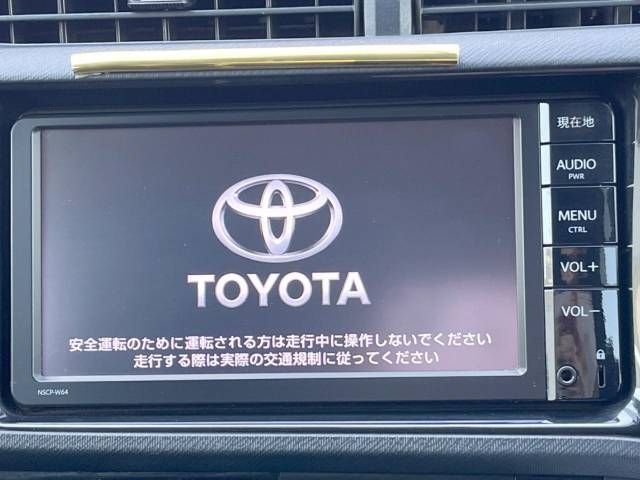 現在地
AUDIO
PWR
MENU
CTRL
VOL+
VOL−
TOYOTA
安全運転のために運転される方は走行中に操作しないでください
走行する際は実際の交通規制に従ってください
NSCP-W64